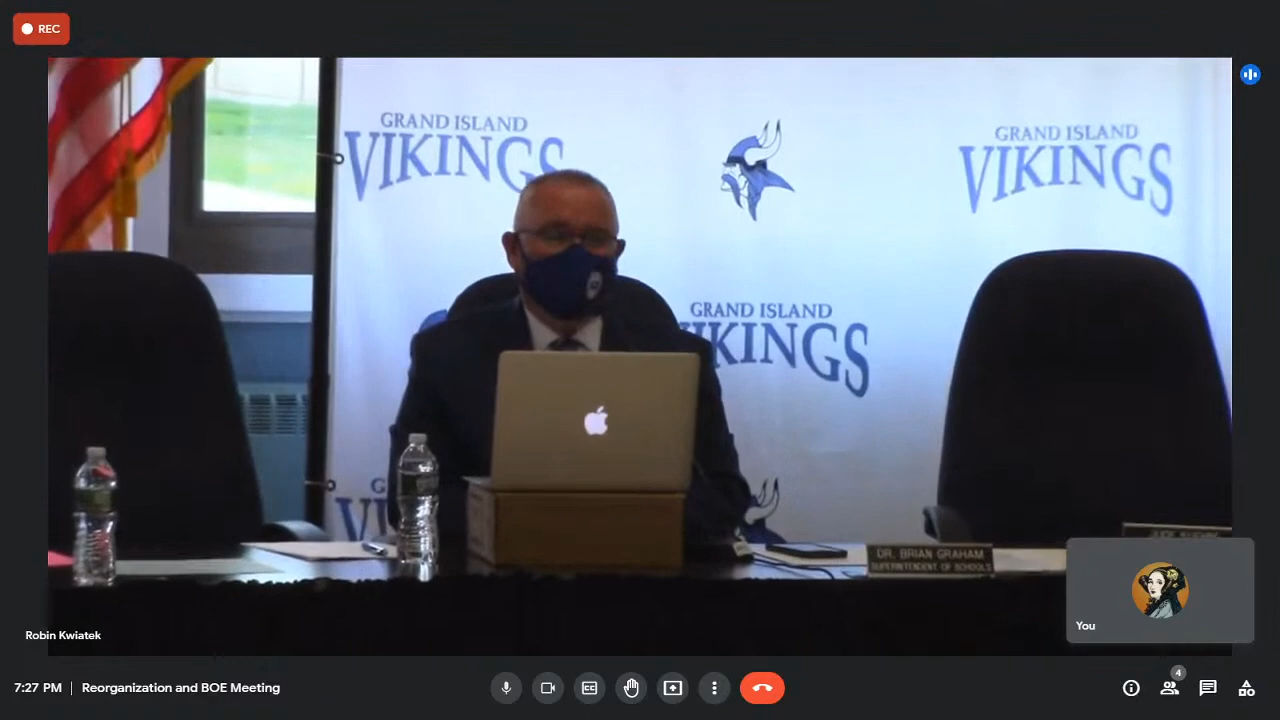 REC
GRAND ISLAND
VIKINGS
GRAND ISLAND
VIKINGS
GRAND ISLAND
VIKINGS
DR. BRIAN GRAHAM
SUPERINTENDENT OF SCHOOLS
You
Robin Kwiatek
7:27 PM | Reorganization and BOE Meeting
CC
4